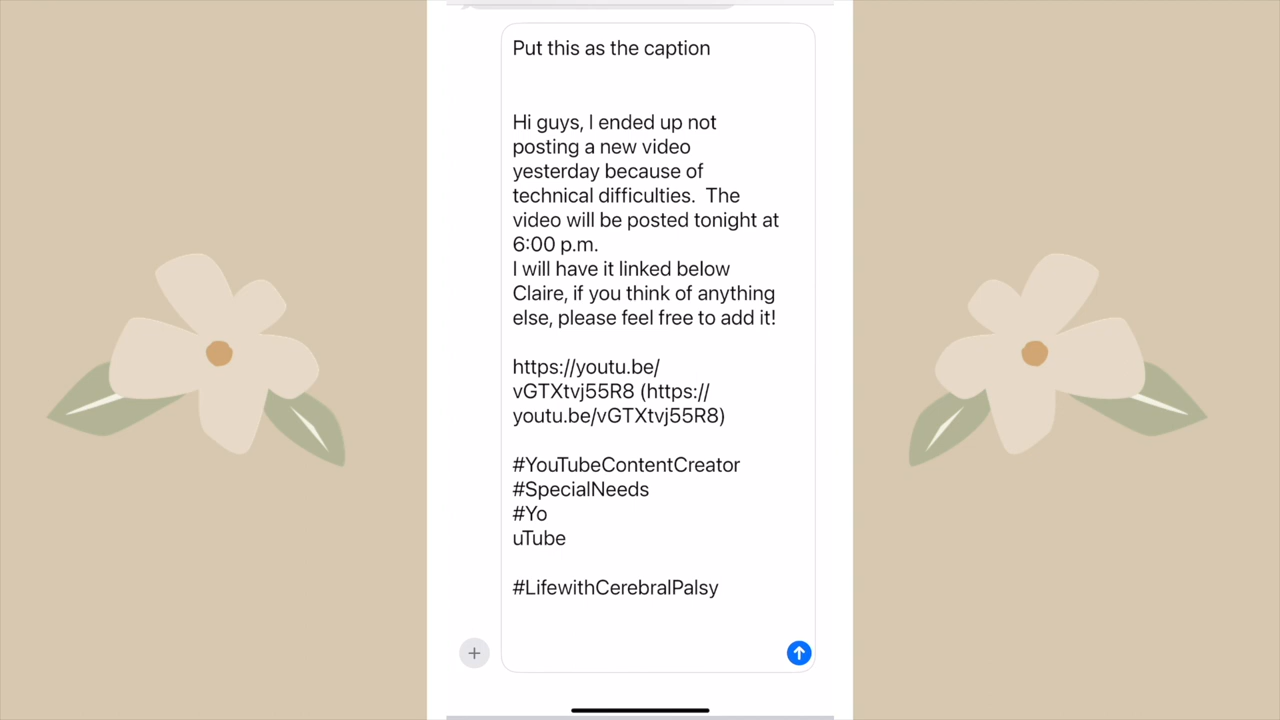 Put this as the caption
Hi guys, I ended up not
posting a new video
yesterday because of
technical difficulties.  The
video will be posted tonight at
6:00 p.m.
I will have it linked below
Claire, if you think of anything
else, please feel free to add it!
https://youtu.be/
vGTXtvj55R8 (https://
youtu.be/vGTXtvj55R8)
#YouTubeContentCreator
#SpecialNeeds
#Yo
uTube
#LifewithCerebralPalsy